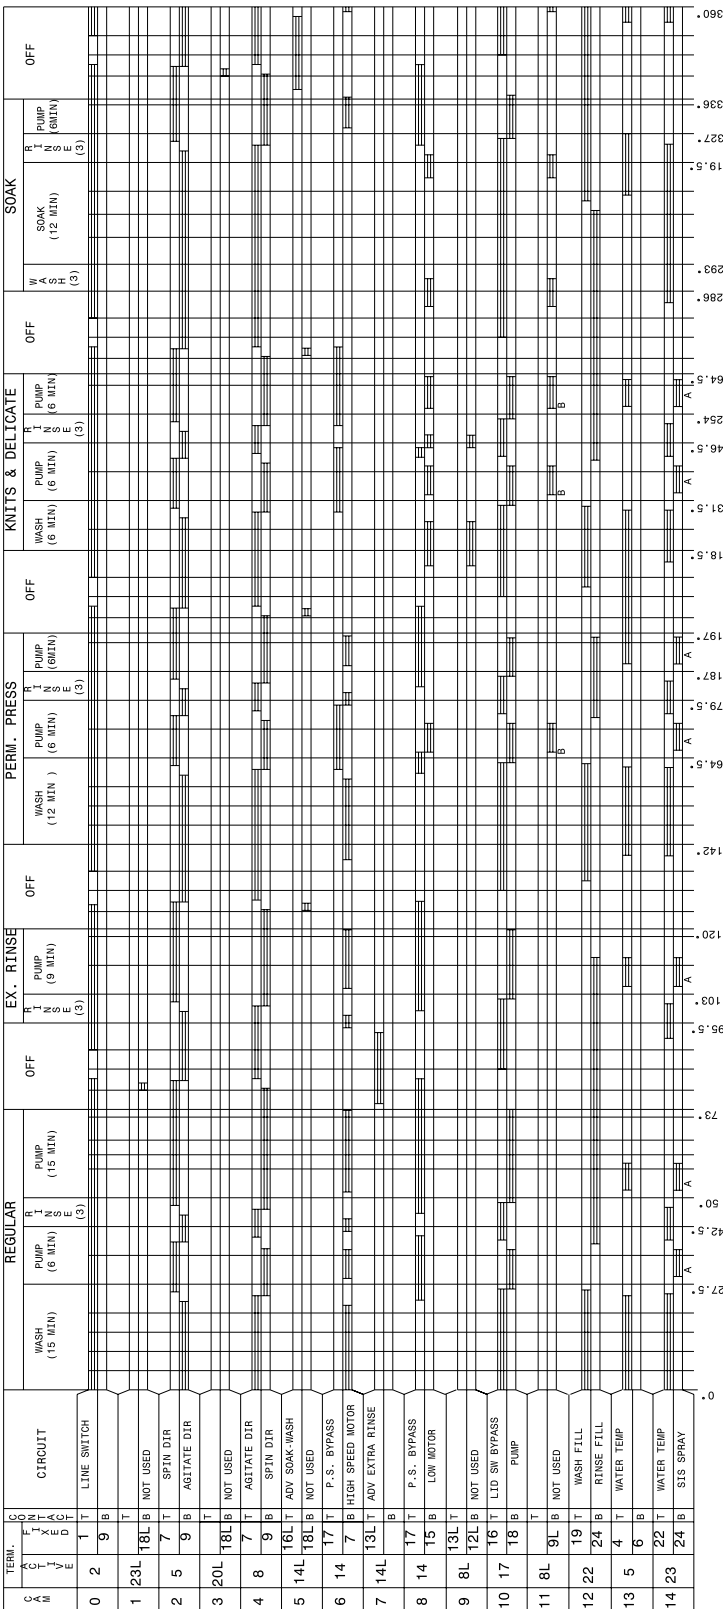 TERM. REGULAR EX. RINSE PERM. PRESS KNITS & DELICATE SOAK
CAM ACTIVE FIXED CONTACT CIRCUIT
WASH
(15 MIN)
PUMP
(6 MIN)
RINSE
(3)
PUMP
(15 MIN)
OFF
RINSE
(3)
PUMP
(9 MIN)
OFF
WASH
(12 MIN )
PUMP
(6 MIN)
RINSE
(3)
PUMP
(6MIN)
OFF
WASH
(6 MIN)
PUMP
(6 MIN)
RINSE
(3)
PUMP
(6 MIN)
OFF
WASH
(3)
SOAK
(12 MIN)
RINSE
(3)
PUMP
(6MIN)
OFF
0 2 1 T LINE SWITCH
9 B
1 23L T
18L B NOT USED
2 5 7 T SPIN DIR
9 B AGITATE DIR
3 20L T
18L B NOT USED
4 8 7 T AGITATE DIR
9 B SPIN DIR
5 14L 16L T ADV SOAK-WASH
18L B NOT USED
6 14 17 T P.S. BYPASS
7 B HIGH SPEED MOTOR
7 14L 13L T ADV EXTRA RINSE
B
8 14 17 T P.S. BYPASS
15 B LOW MOTOR
9 8L 13L T
12L B NOT USED
10 17 16 T LID SW BYPASS
18 B PUMP
11 8L T
9L B NOT USED
B B B
12 22 19 T WASH FILL
24 B RINSE FILL
13 5 4 T WATER TEMP
6 B
14 23 22 T WATER TEMP
24 B SIS SPRAY
A A A A A A A
0° 27.5° 42.5° 50° 73° 95.5° 103° 120° 142° 64.5° 79.5° 187° 197° 18.5° 31.5° 46.5° 254° 64.5° 286° 293° 19.5° 327° 336° 360°